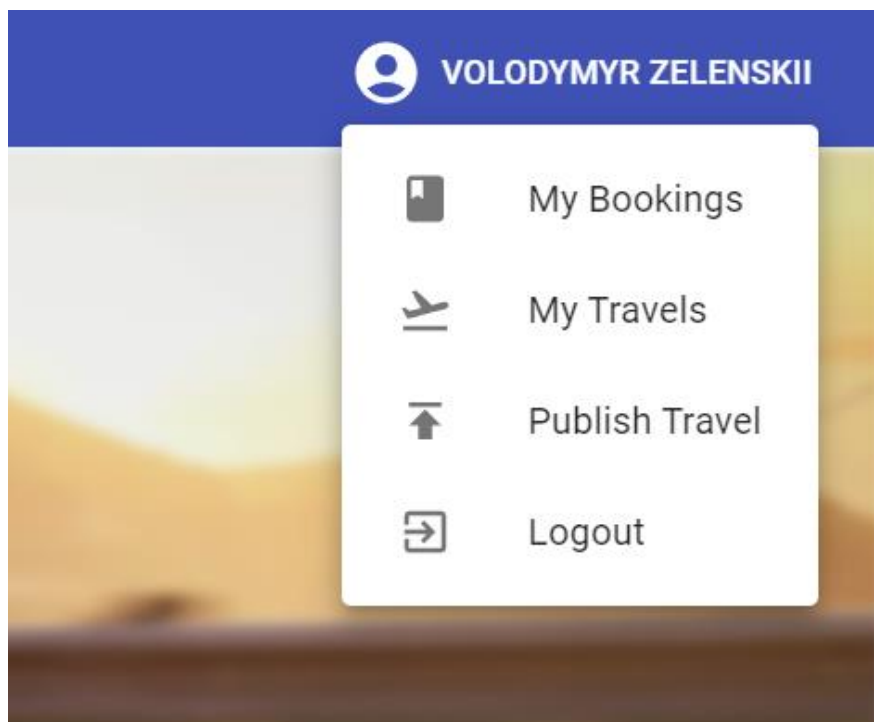 VOLODYMYR ZELENSKII
My Bookings
My Travels
Publish Travel
Logout